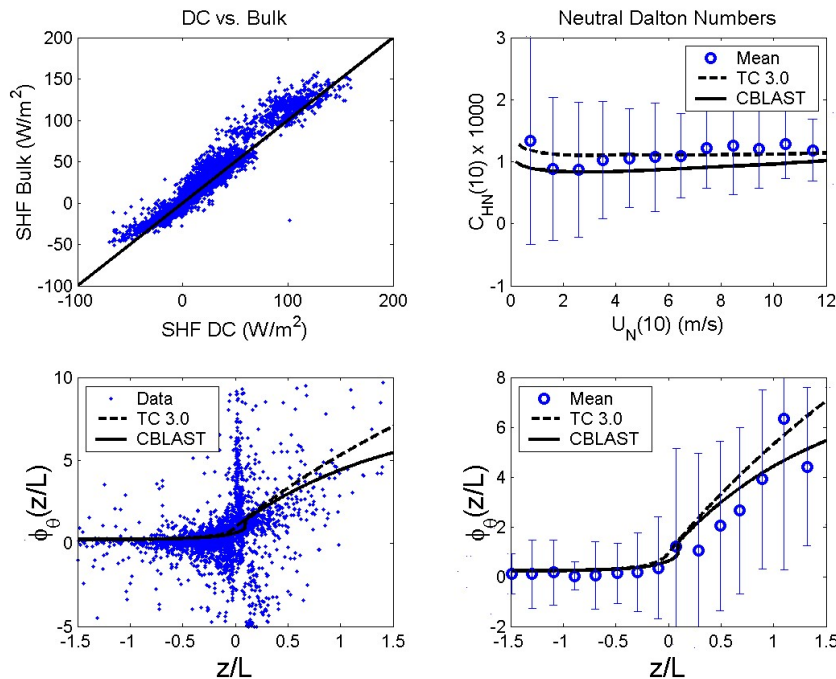 DC vs. Bulk
200
150
100
50
0
-50
-100
SHF Bulk (W/m²)
-100 0 100 200
SHF DC (W/m²)
Neutral Dalton Numbers
3
2
1
0
-1
C_HN(10) x 1000
Mean
TC 3.0
CBLAST
0 2 4 6 8 10 12
U_N(10) (m/s)
10
5
0
-5
ϕ_θ(z/L)
Data
TC 3.0
CBLAST
-1.5 -1 -0.5 0 0.5 1 1.5
z/L
8
6
4
2
0
-2
ϕ_θ(z/L)
Mean
TC 3.0
CBLAST
-1.5 -1 -0.5 0 0.5 1 1.5
z/L